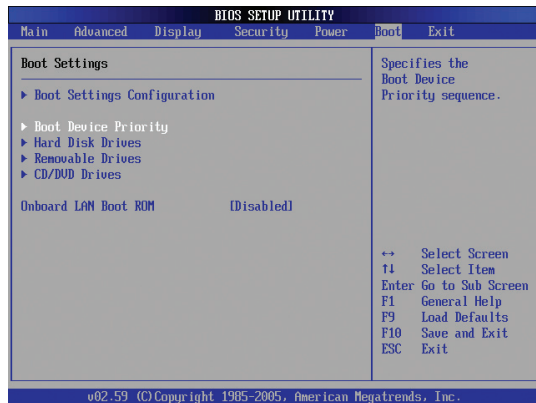 BIOS SETUP UTILITY
Main Advanced Display Security Power Boot Exit
Boot Settings
Boot Settings Configuration
Boot Device Priority
Hard Disk Drives
Removable Drives
CD/DVD Drives
Onboard LAN Boot ROM [Disabled]
Specifies the
Boot Device
Priority sequence.
↔ Select Screen
↑↓ Select Item
Enter Go to Sub Screen
F1 General Help
F9 Load Defaults
F10 Save and Exit
ESC Exit
v02.59 (C)Copyright 1985-2005, American Megatrends, Inc.